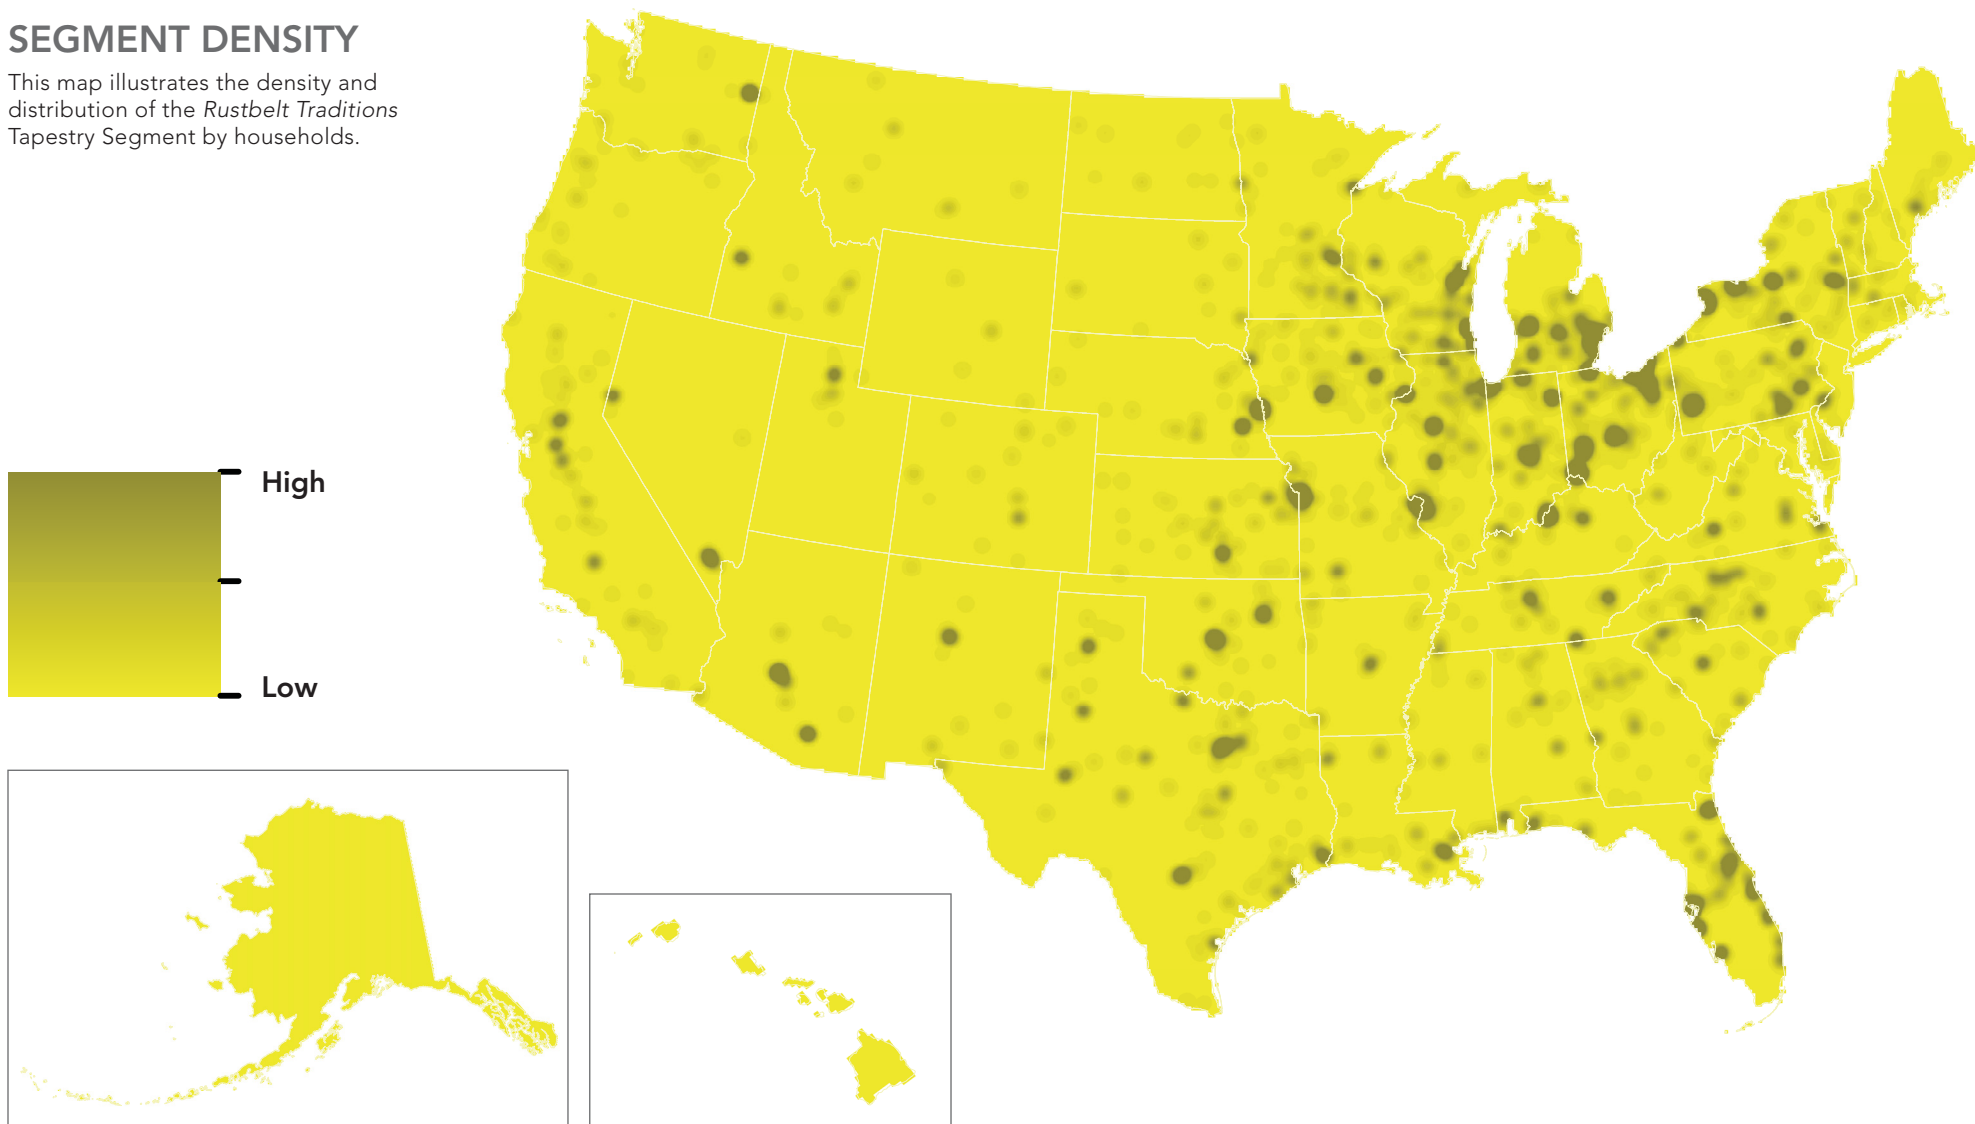 SEGMENT DENSITY
This map illustrates the density and
distribution of the Rustbelt Traditions
Tapestry Segment by households.
High
Low